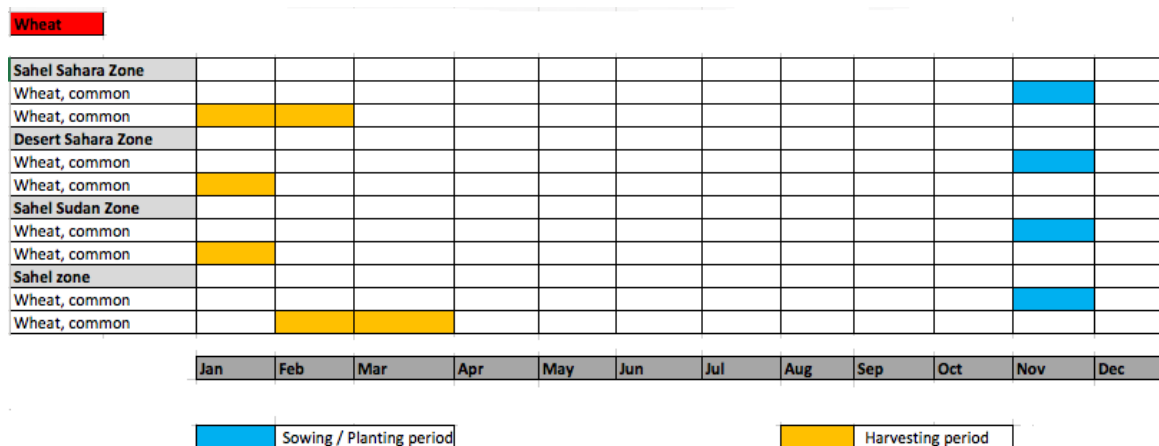 Wheat
Sahel Sahara Zone
Wheat, common
Wheat, common
Desert Sahara Zone
Wheat, common
Wheat, common
Sahel Sudan Zone
Wheat, common
Wheat, common
Sahel zone
Wheat, common
Wheat, common
Jan Feb Mar Apr May Jun Jul Aug Sep Oct Nov Dec
Sowing / Planting period Harvesting period